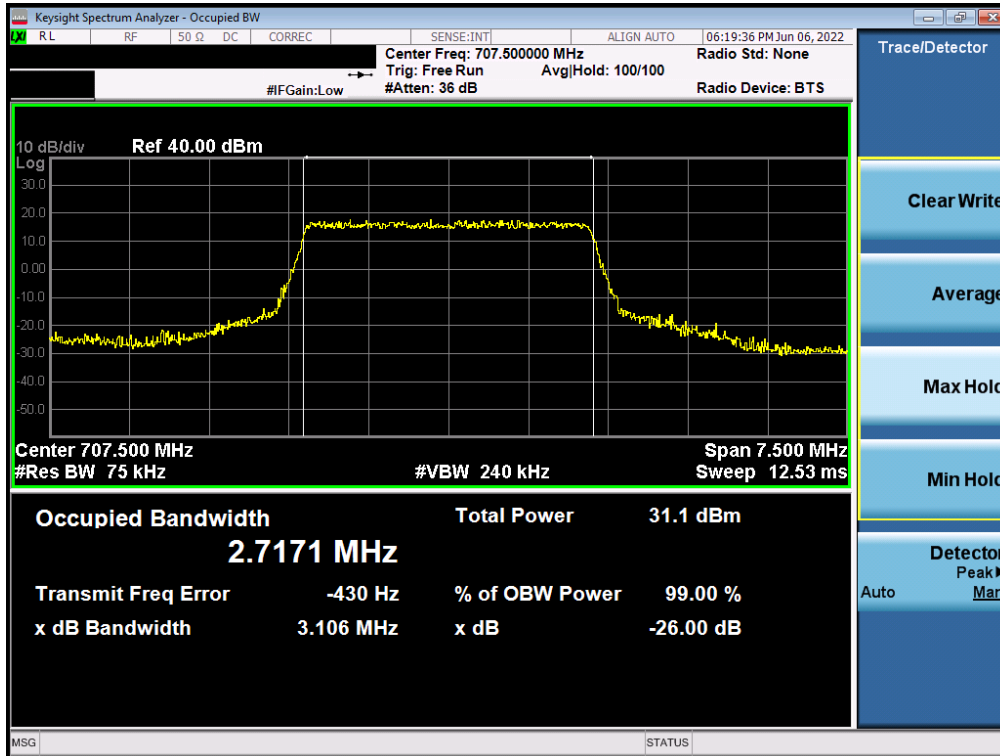 Keysight Spectrum Analyzer - Occupied BW
LXI RL RF 50 Ω DC CORREC SENSE:INT ALIGN AUTO 06:19:36 PM Jun 06, 2022
Center Freq: 707.500000 MHz Radio Std: None
Trig: Free Run Avg|Hold: 100/100
#IFGain:Low #Atten: 36 dB Radio Device: BTS
Trace/Detector
10 dB/div Ref 40.00 dBm
Log
30.0
20.0
10.0
0.00
-10.0
-20.0
-30.0
-40.0
-50.0
Center 707.500 MHz Span 7.500 MHz
#Res BW 75 kHz #VBW 240 kHz Sweep 12.53 ms
Occupied Bandwidth Total Power 31.1 dBm
2.7171 MHz
Transmit Freq Error -430 Hz % of OBW Power 99.00 %
x dB Bandwidth 3.106 MHz x dB -26.00 dB
Clear Write
Average
Max Hold
Min Hold
Detector
Peak
Auto Man
MSG STATUS